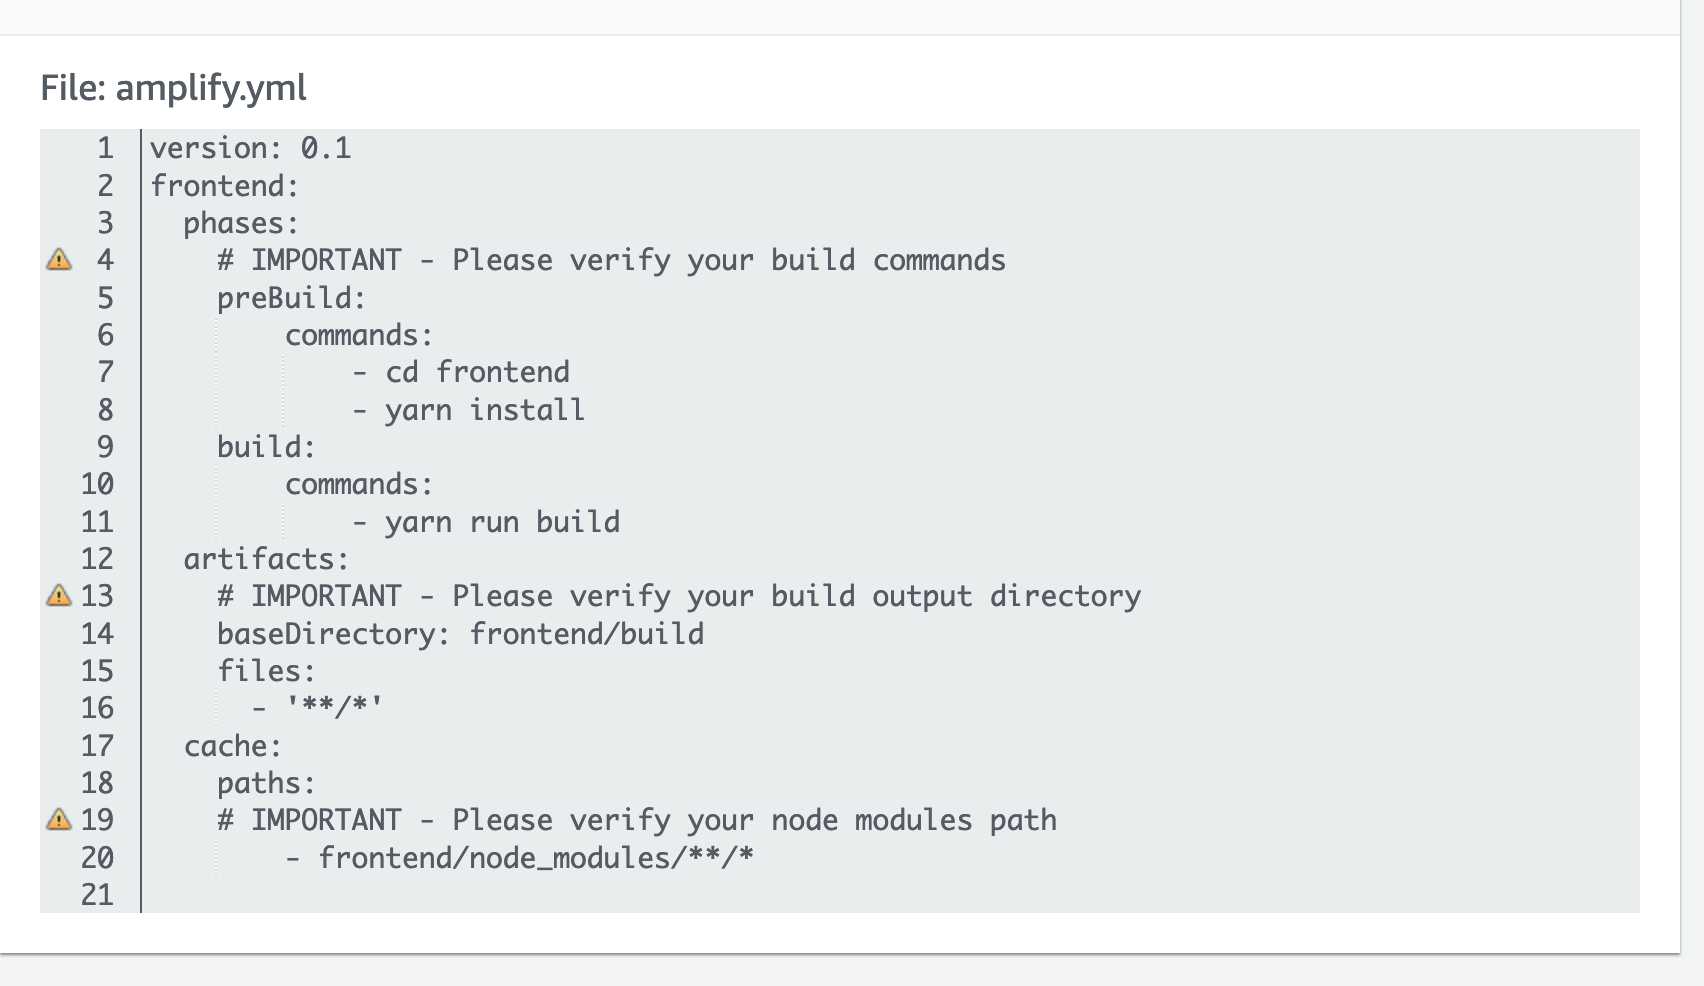 File: amplify.yml
1 version: 0.1
2 frontend:
3   phases:
4     # IMPORTANT - Please verify your build commands
5     preBuild:
6         commands:
7             - cd frontend
8             - yarn install
9     build:
10         commands:
11             - yarn run build
12   artifacts:
13     # IMPORTANT - Please verify your build output directory
14     baseDirectory: frontend/build
15     files:
16       - '**/*'
17   cache:
18     paths:
19     # IMPORTANT - Please verify your node modules path
20         - frontend/node_modules/**/*
21